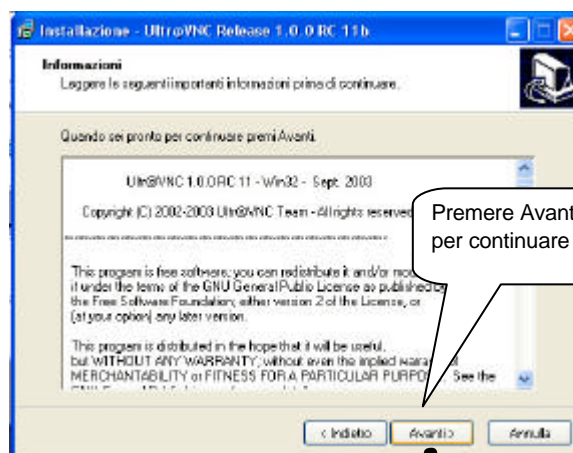 Installazione - Ultr@VNC Release 1.0.0 RC 11b
Informazioni
Leggere le seguenti importanti informazioni prima di continuare.
Quando sei pronto per continuare premi Avanti.
Ultr@VNC 1.0.0 RC 11 - Win32 - Sept. 2003
Copyright (C) 2002-2003 Ultr@VNC Team - All rights reserved
Premere Avant
per continuare
This program is free software; you can redistribute it and/or mod
it under the terms of the GNU General Public License as published by
the Free Software Foundation; either version 2 of the License, or
(at your option) any later version.
This program is distributed in the hope that it will be useful,
but WITHOUT ANY WARRANTY; without even the implied warran of
MERCHANTABILITY or FITNESS FOR A PARTICULAR PURPO See the
< Indietro
Avanti >
Annulla